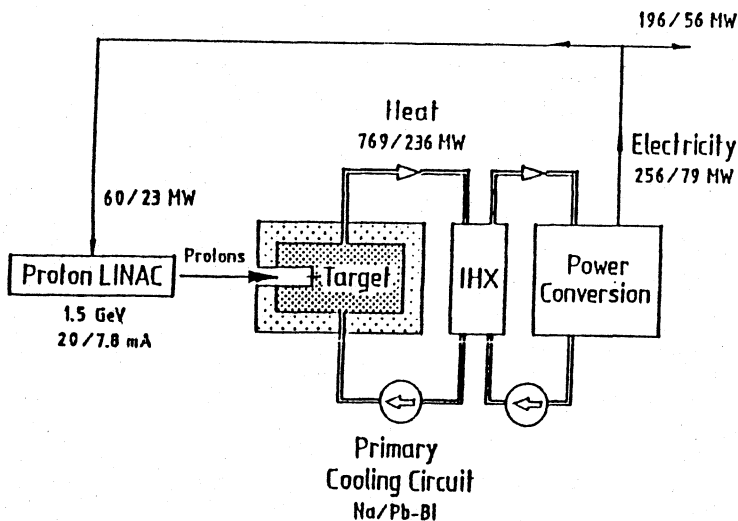 196/56 MW
Heat
769/236 MW
Electricity
256/79 MW
60/23 MW
Protons
Proton LINAC
Target
IHX
Power
Conversion
1.5 GeV
20/7.8 mA
Primary
Cooling Circuit
Na/Pb-BI